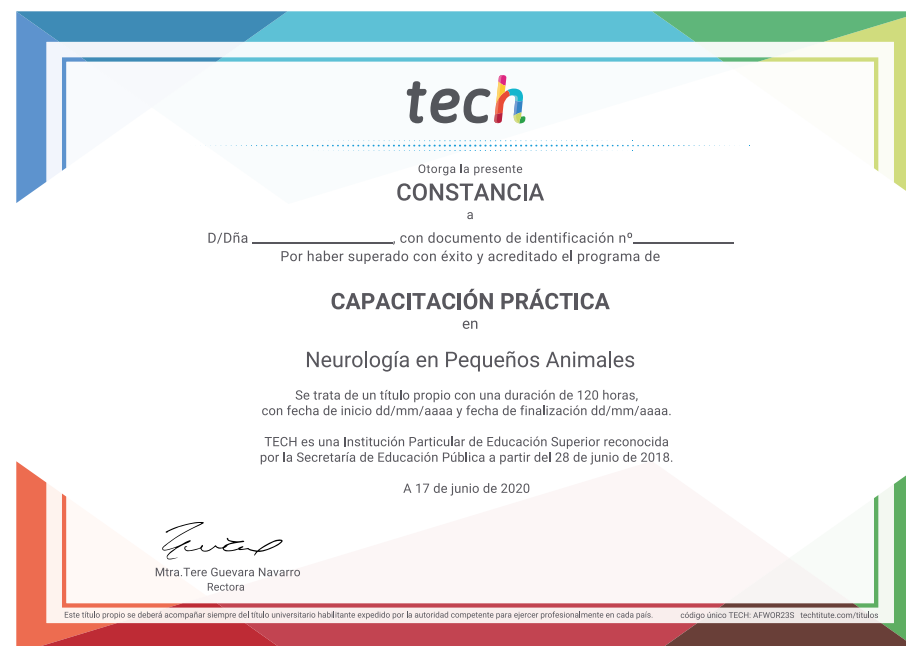 tech
Otorga la presente
CONSTANCIA
a
D/Dña ____________________, con documento de identificación nº______________
Por haber superado con éxito y acreditado el programa de
CAPACITACIÓN PRÁCTICA
en
Neurología en Pequeños Animales
Se trata de un título propio con una duración de 120 horas,
con fecha de inicio dd/mm/aaaa y fecha de finalización dd/mm/aaaa.
TECH es una Institución Particular de Educación Superior reconocida
por la Secretaría de Educación Pública a partir del 28 de junio de 2018.
A 17 de junio de 2020
Mtra.Tere Guevara Navarro
Rectora
Este título propio se deberá acompañar siempre del título universitario habilitante expedido por la autoridad competente para ejercer profesionalmente en cada país. código único TECH: AFWOR23S techtitute.com/titulos